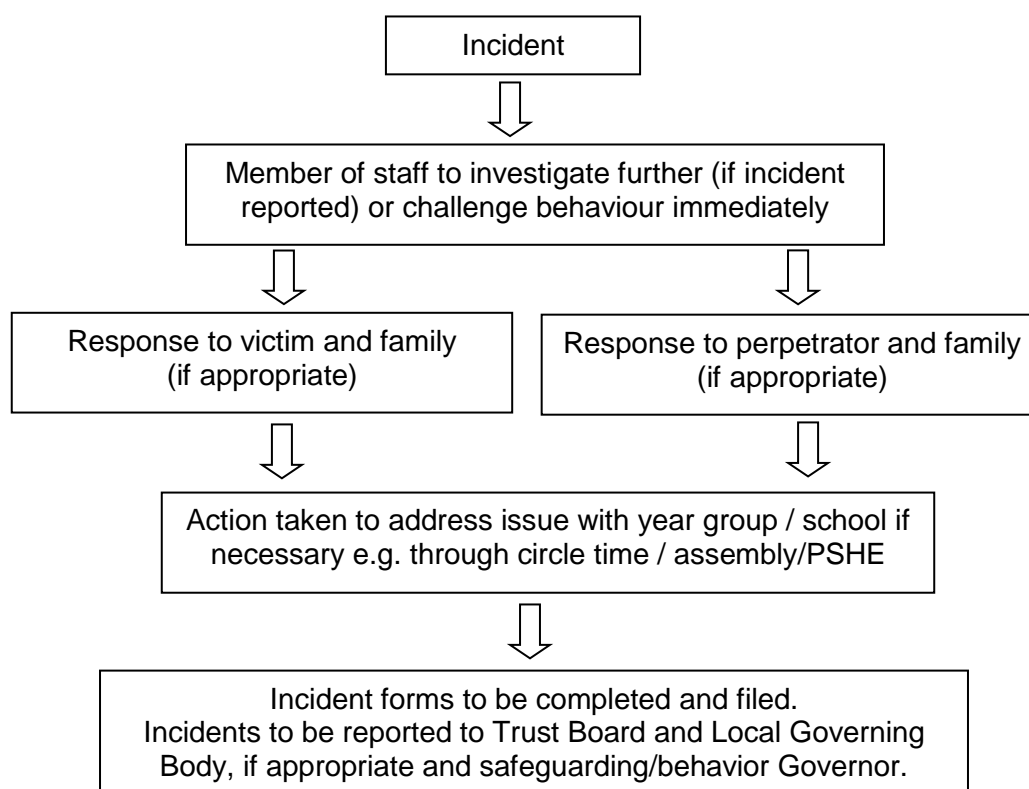 Incident
Member of staff to investigate further (if incident
reported) or challenge behaviour immediately
Response to victim and family
(if appropriate)
Response to perpetrator and family
(if appropriate)
Action taken to address issue with year group / school if
necessary e.g. through circle time / assembly/PSHE
Incident forms to be completed and filed.
Incidents to be reported to Trust Board and Local Governing
Body, if appropriate and safeguarding/behavior Governor.